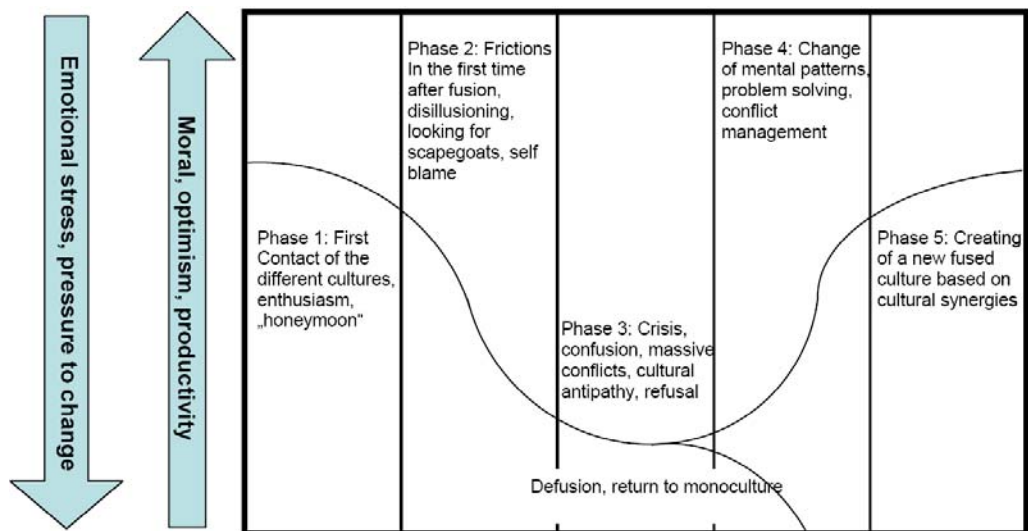 Emotional stress, pressure to change
Moral, optimism, productivity
Phase 1: First
Contact of the
different cultures,
enthusiasm,
„honeymoon"
Phase 2: Frictions
In the first time
after fusion,
disillusioning,
looking for
scapegoats, self
blame
Phase 3: Crisis,
confusion, massive
conflicts, cultural
antipathy, refusal
Phase 4: Change
of mental patterns,
problem solving,
conflict
management
Phase 5: Creating
of a new fused
culture based on
cultural synergies
Defusion, return to monoculture